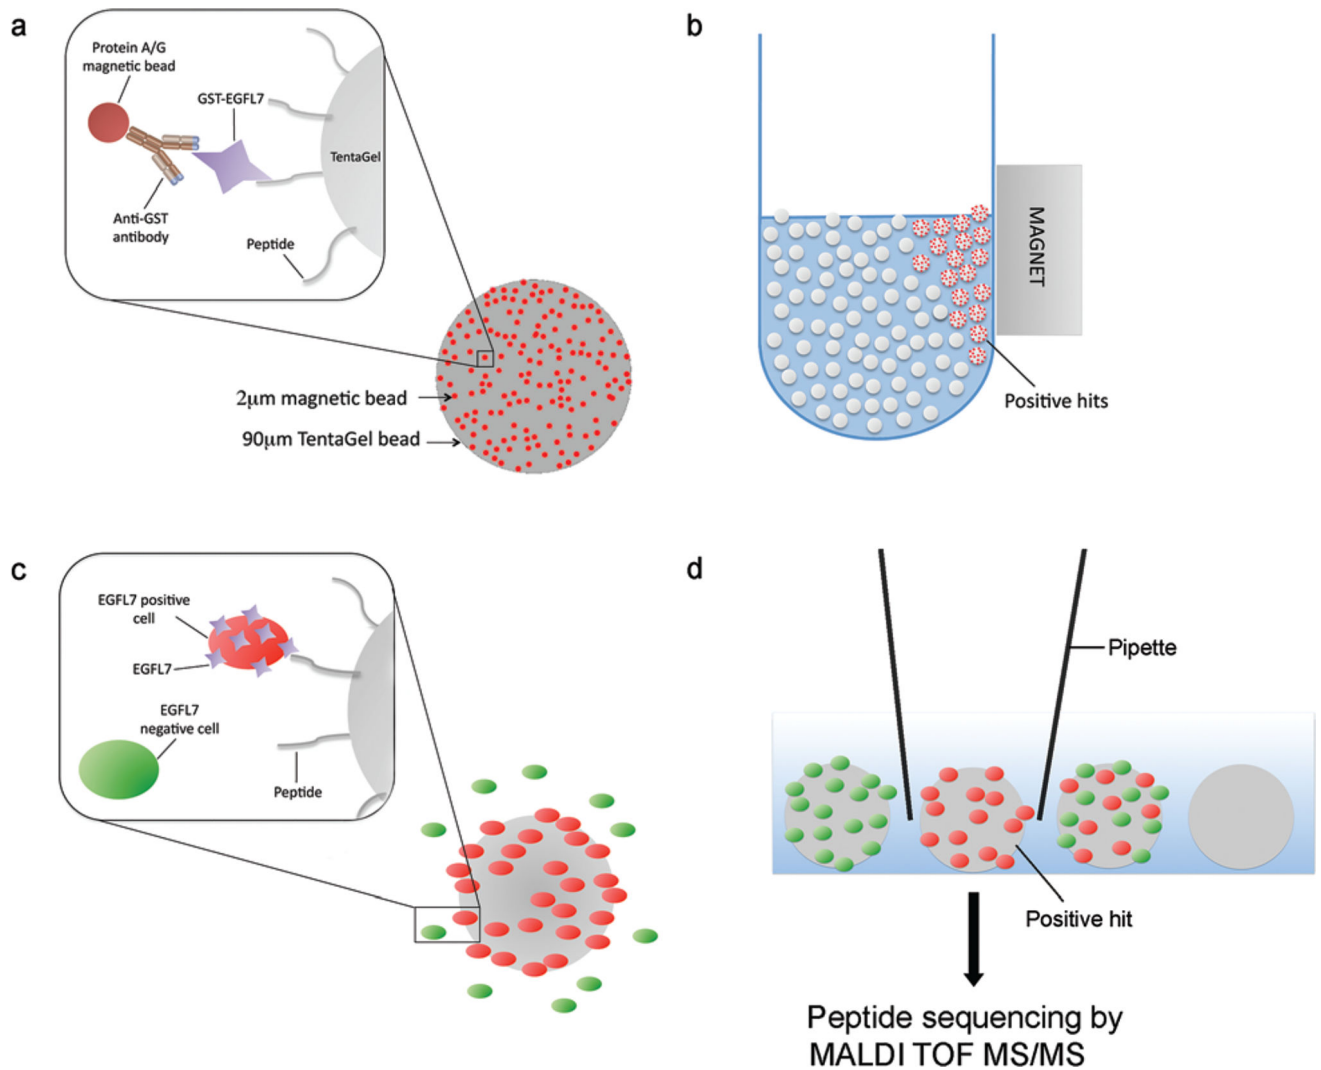 a
Protein A/G
magnetic bead
GST-EGFL7
TentaGel
Anti-GST
antibody
Peptide
2μm magnetic bead
90μm TentaGel bead
b
MAGNET
Positive hits
c
EGFL7 positive
cell
EGFL7
EGFL7
negative cell
Peptide
d
Pipette
Positive hit
Peptide sequencing by
MALDI TOF MS/MS